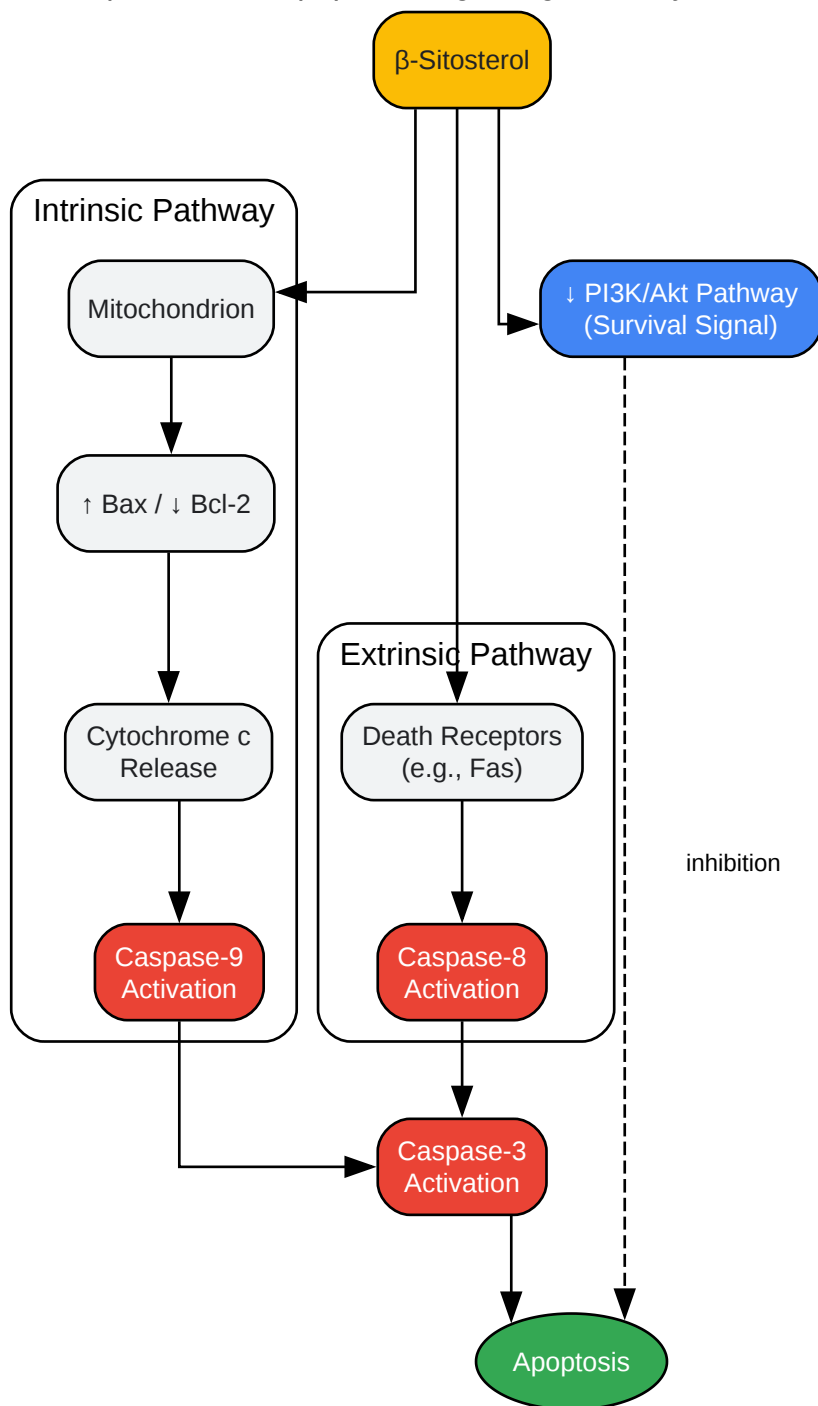 β-Sitosterol
Intrinsic Pathway
Mitochondrion
↓ PI3K/Akt Pathway
(Survival Signal)
↑ Bax / ↓ Bcl-2
Extrinsic Pathway
Cytochrome c
Release
Death Receptors
(e.g., Fas)
inhibition
Caspase-9
Activation
Caspase-8
Activation
Caspase-3
Activation
Apoptosis